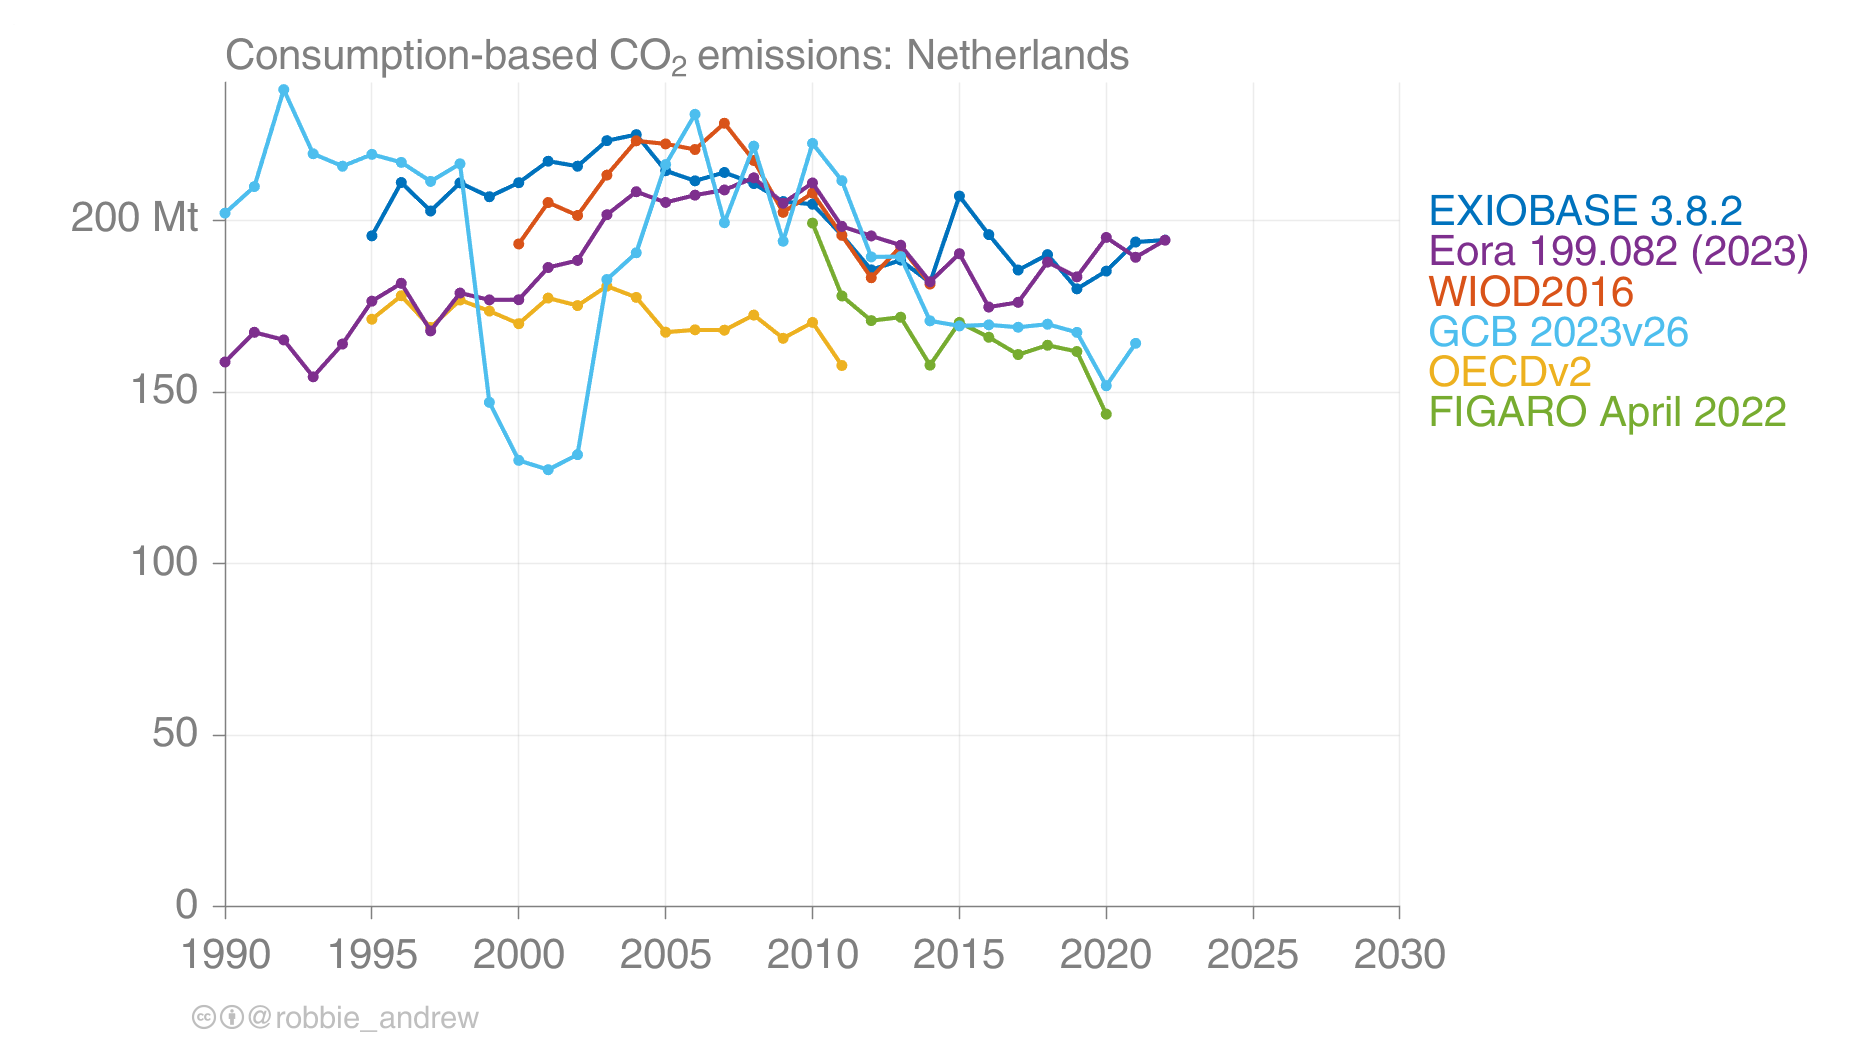 Consumption-based CO₂ emissions: Netherlands
200 Mt
150
100
50
0
1990 1995 2000 2005 2010 2015 2020 2025 2030
EXIOBASE 3.8.2
Eora 199.082 (2023)
WIOD2016
GCB 2023v26
OECDv2
FIGARO April 2022
cc @robbie_andrew